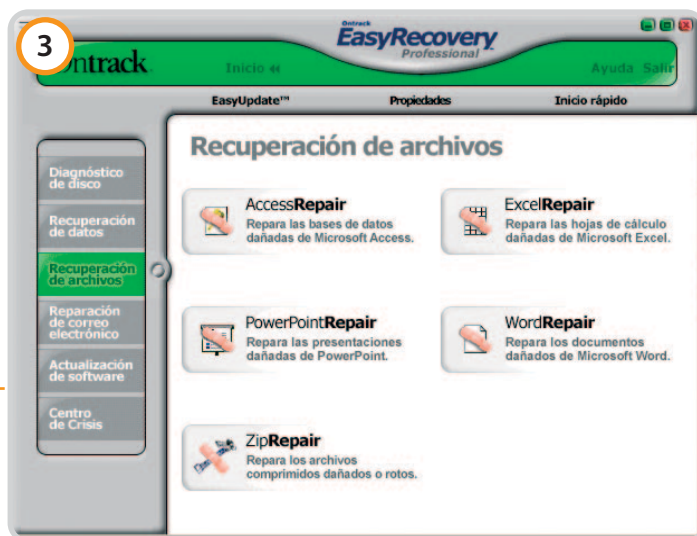 3
Ontrack
Ontrack
EasyRecovery
Professional
Inicio
Ayuda Salir
EasyUpdate™ Propiedades Inicio rápido
Recuperación de archivos
Diagnóstico
de disco
Recuperación
de datos
Recuperación
de archivos
Reparación
de correo
electrónico
Actualización
de software
Centro
de Crisis
AccessRepair
Repara las bases de datos
dañadas de Microsoft Access.
ExcelRepair
Repara las hojas de cálculo
dañadas de Microsoft Excel.
PowerPointRepair
Repara las presentaciones
dañadas de PowerPoint.
WordRepair
Repara los documentos
dañados de Microsoft Word.
ZipRepair
Repara los archivos
comprimidos dañados o rotos.